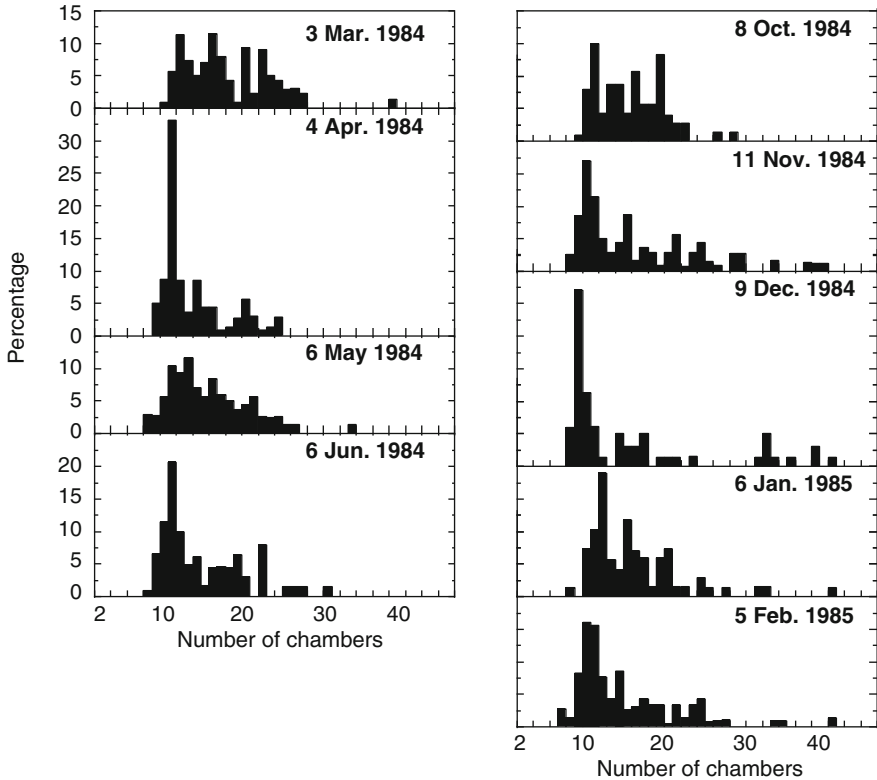 15
10
5
0
3 Mar. 1984
30
25
20
15
10
5
0
4 Apr. 1984
10
5
0
6 May 1984
20
15
10
5
0
6 Jun. 1984
2 10 20 30 40
Number of chambers
Percentage
8 Oct. 1984
11 Nov. 1984
9 Dec. 1984
6 Jan. 1985
5 Feb. 1985
2 10 20 30 40
Number of chambers